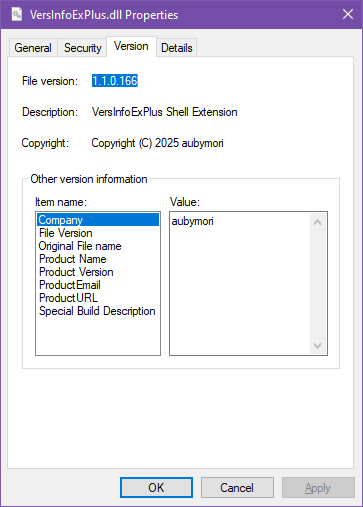 VersInfoExPlus.dll Properties
General Security Version Details
File version: 1.1.0.166
Description: VersInfoExPlus Shell Extension
Copyright: Copyright (C) 2025 aubymori
Other version information
Item name: Value:
Company aubymori
File Version
Original File name
Product Name
Product Version
ProductEmail
ProductURL
Special Build Description
OK Cancel Apply